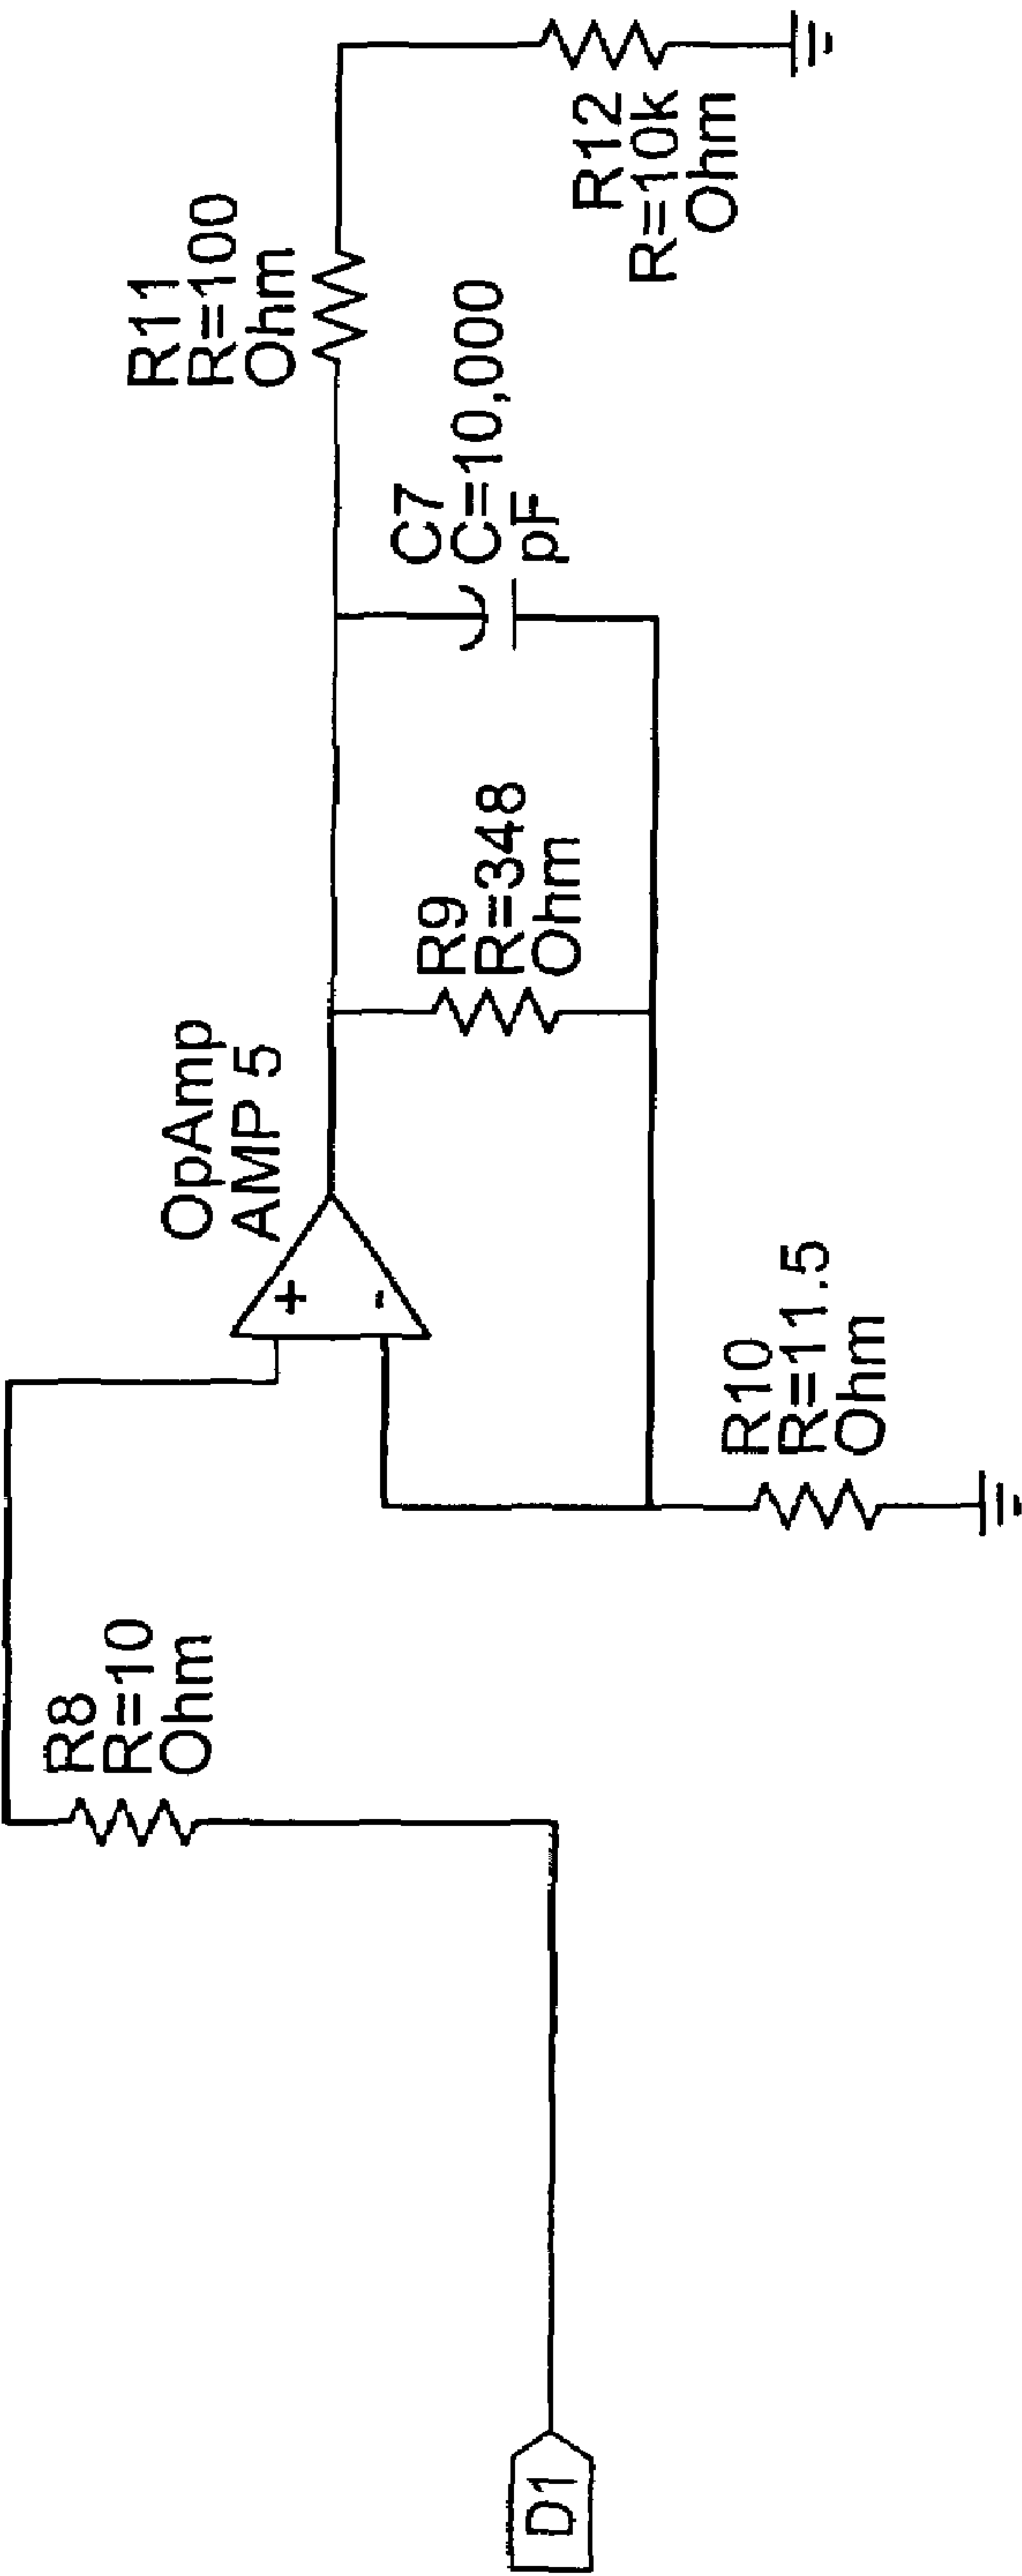 D1
R8
R=10
Ohm
OpAmp
AMP 5
+
-
R10
R=11.5
Ohm
R9
R=348
Ohm
C7
C=10,000
pF
R11
R=100
Ohm
R12
R=10k
Ohm